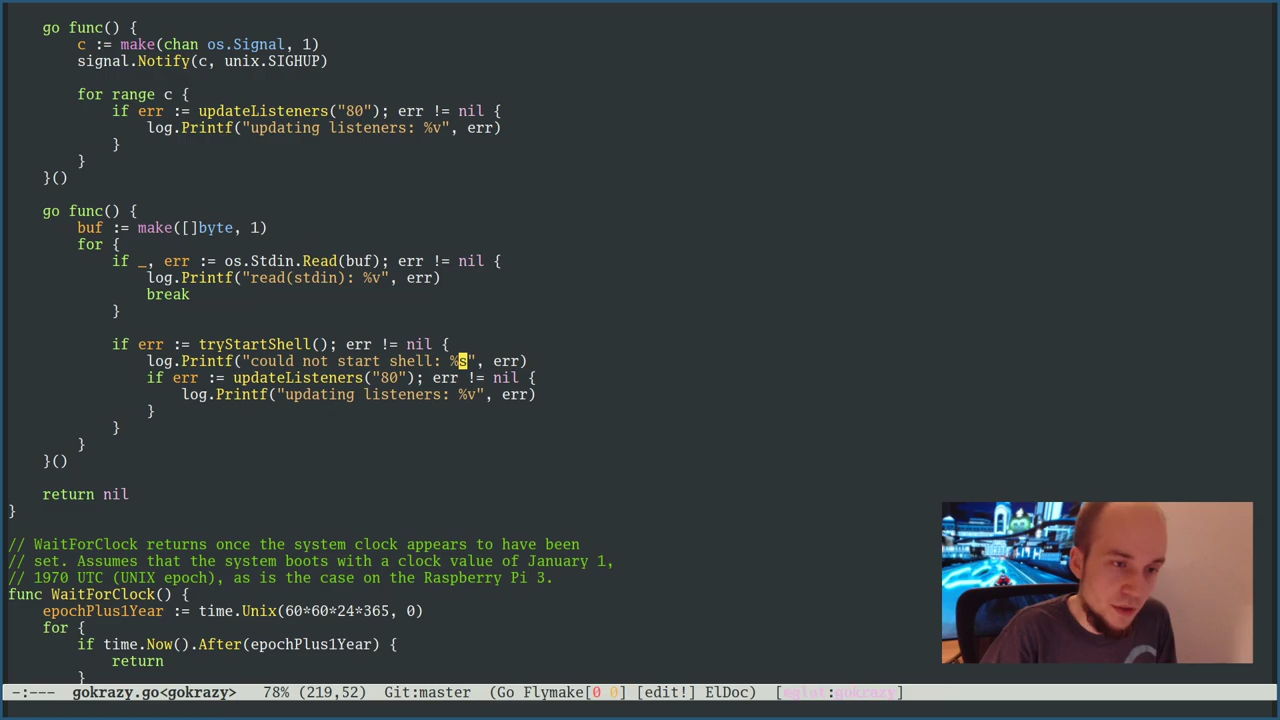 go func() {
c := make(chan os.Signal, 1)
signal.Notify(c, unix.SIGHUP)
for range c {
if err := updateListeners("80"); err != nil {
log.Printf("updating listeners: %v", err)
}
}
}()
go func() {
buf := make([]byte, 1)
for {
if _, err := os.Stdin.Read(buf); err != nil {
log.Printf("read(stdin): %v", err)
break
}
if err := tryStartShell(); err != nil {
log.Printf("could not start shell: %s", err)
if err := updateListeners("80"); err != nil {
log.Printf("updating listeners: %v", err)
}
}
}
}()
return nil
}
// WaitForClock returns once the system clock appears to have been
// set. Assumes that the system boots with a clock value of January 1,
// 1970 UTC (UNIX epoch), as is the case on the Raspberry Pi 3.
func WaitForClock() {
epochPlus1Year := time.Unix(60*60*24*365, 0)
for {
if time.Now().After(epochPlus1Year) {
return
}
-:--- gokrazy.go<gokrazy> 78% (219,52) Git:master (Go Flymake[0 0] [edit!] ElDoc) [eglot:gokrazy]